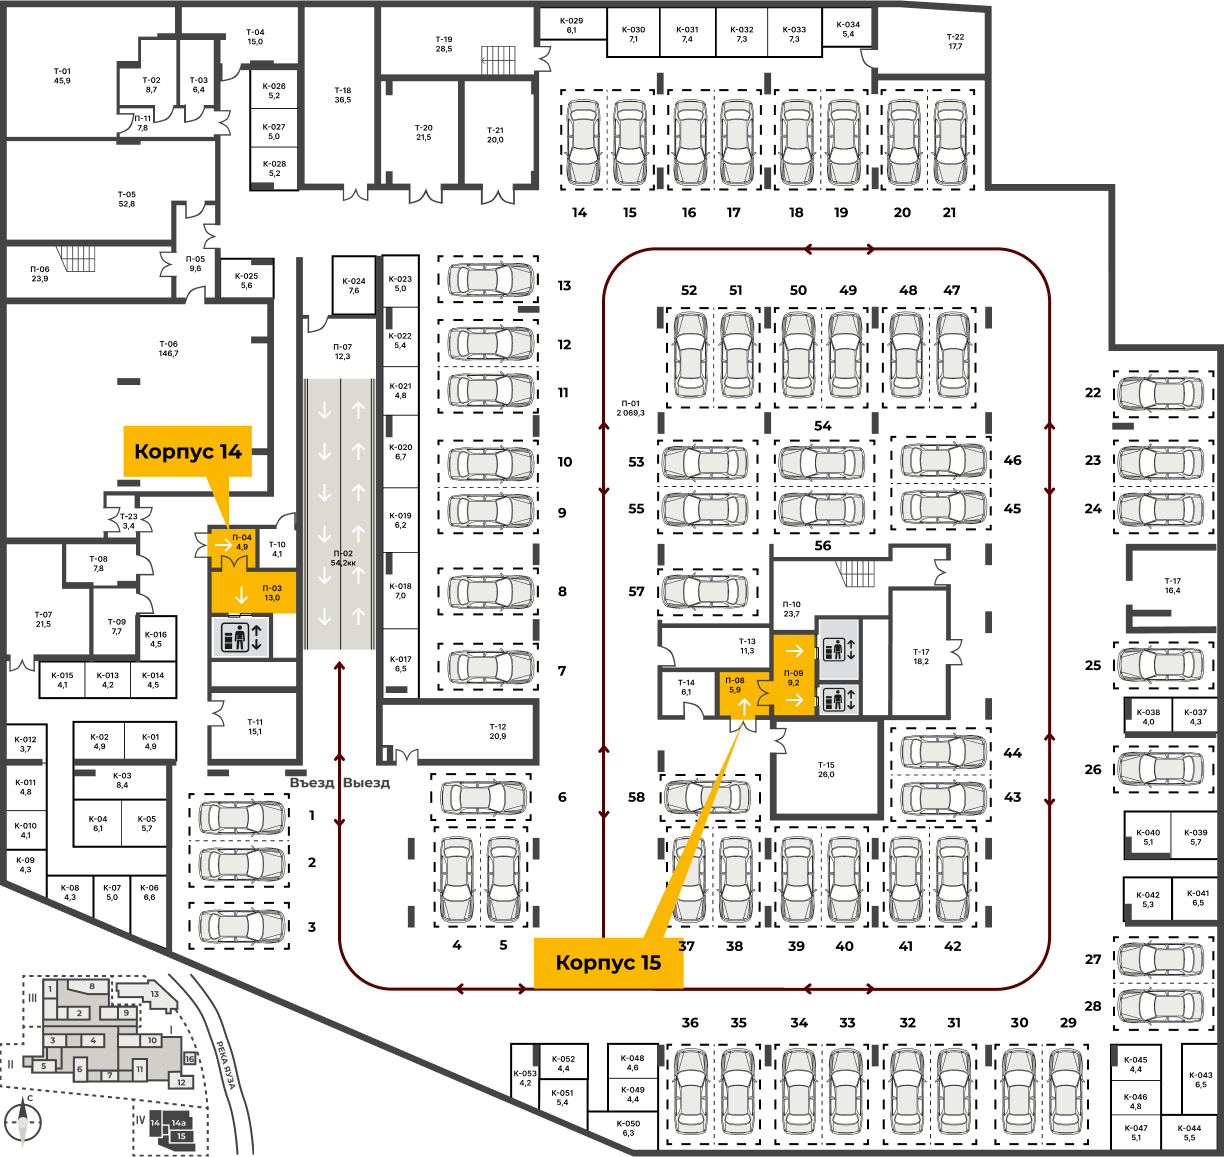 Т-01
45,9
Т-02
8,7
Т-03
6,4
Т-04
15,0
П-11
7,8
К-026
5,2
К-027
5,0
К-028
5,2
Т-18
36,5
Т-19
28,5
Т-20
21,5
Т-21
20,0
К-029
6,1
К-030
7,1
К-031
7,4
К-032
7,3
К-033
7,3
К-034
5,4
Т-22
17,7
14
15
16
17
18
19
20
21
Т-05
52,8
П-05
9,6
П-06
23,9
К-025
5,6
К-024
7,6
К-023
5,0
13
Т-06
146,7
П-07
12,3
К-022
5,4
12
К-021
4,8
11
52
51
50
49
48
47
П-01
2 069,3
22
Корпус 14
К-020
6,7
10
53
54
46
23
К-019
6,2
9
55
45
24
56
Т-23
3,4
П-04
4,9
Т-10
4,1
П-02
54,2кк
Т-08
7,8
П-03
13,0
К-018
7,0
8
57
П-10
23,7
Т-17
16,4
Т-07
21,5
Т-09
7,7
К-016
4,5
К-015
4,1
К-013
4,2
К-014
4,5
К-017
6,5
7
Т-13
11,3
Т-17
18,2
25
Т-14
6,1
П-08
5,9
П-09
9,2
К-038
4,0
К-037
4,3
Т-11
15,1
Т-12
20,9
К-012
3,7
К-02
4,9
К-01
4,9
К-011
4,8
К-03
8,4
Въезд
Выезд
Т-15
26,0
44
26
К-010
4,1
К-04
6,1
К-05
5,7
1
6
58
43
К-09
4,3
2
К-040
5,1
К-039
5,7
К-08
4,3
К-07
5,0
К-06
6,6
3
К-042
5,3
К-041
6,5
4
5
37
38
39
40
41
42
Корпус 15
27
28
36
35
34
33
32
31
30
29
К-053
4,2
К-052
4,4
К-051
5,4
К-048
4,6
К-049
4,4
К-050
6,3
К-045
4,4
К-046
4,8
К-047
5,1
К-043
6,5
К-044
5,5
III
1
8
13
2
9
I
3
4
10
II
5
6
7
11
12
16
РЕКА ЯУЗА
С
IV
14
14а
15